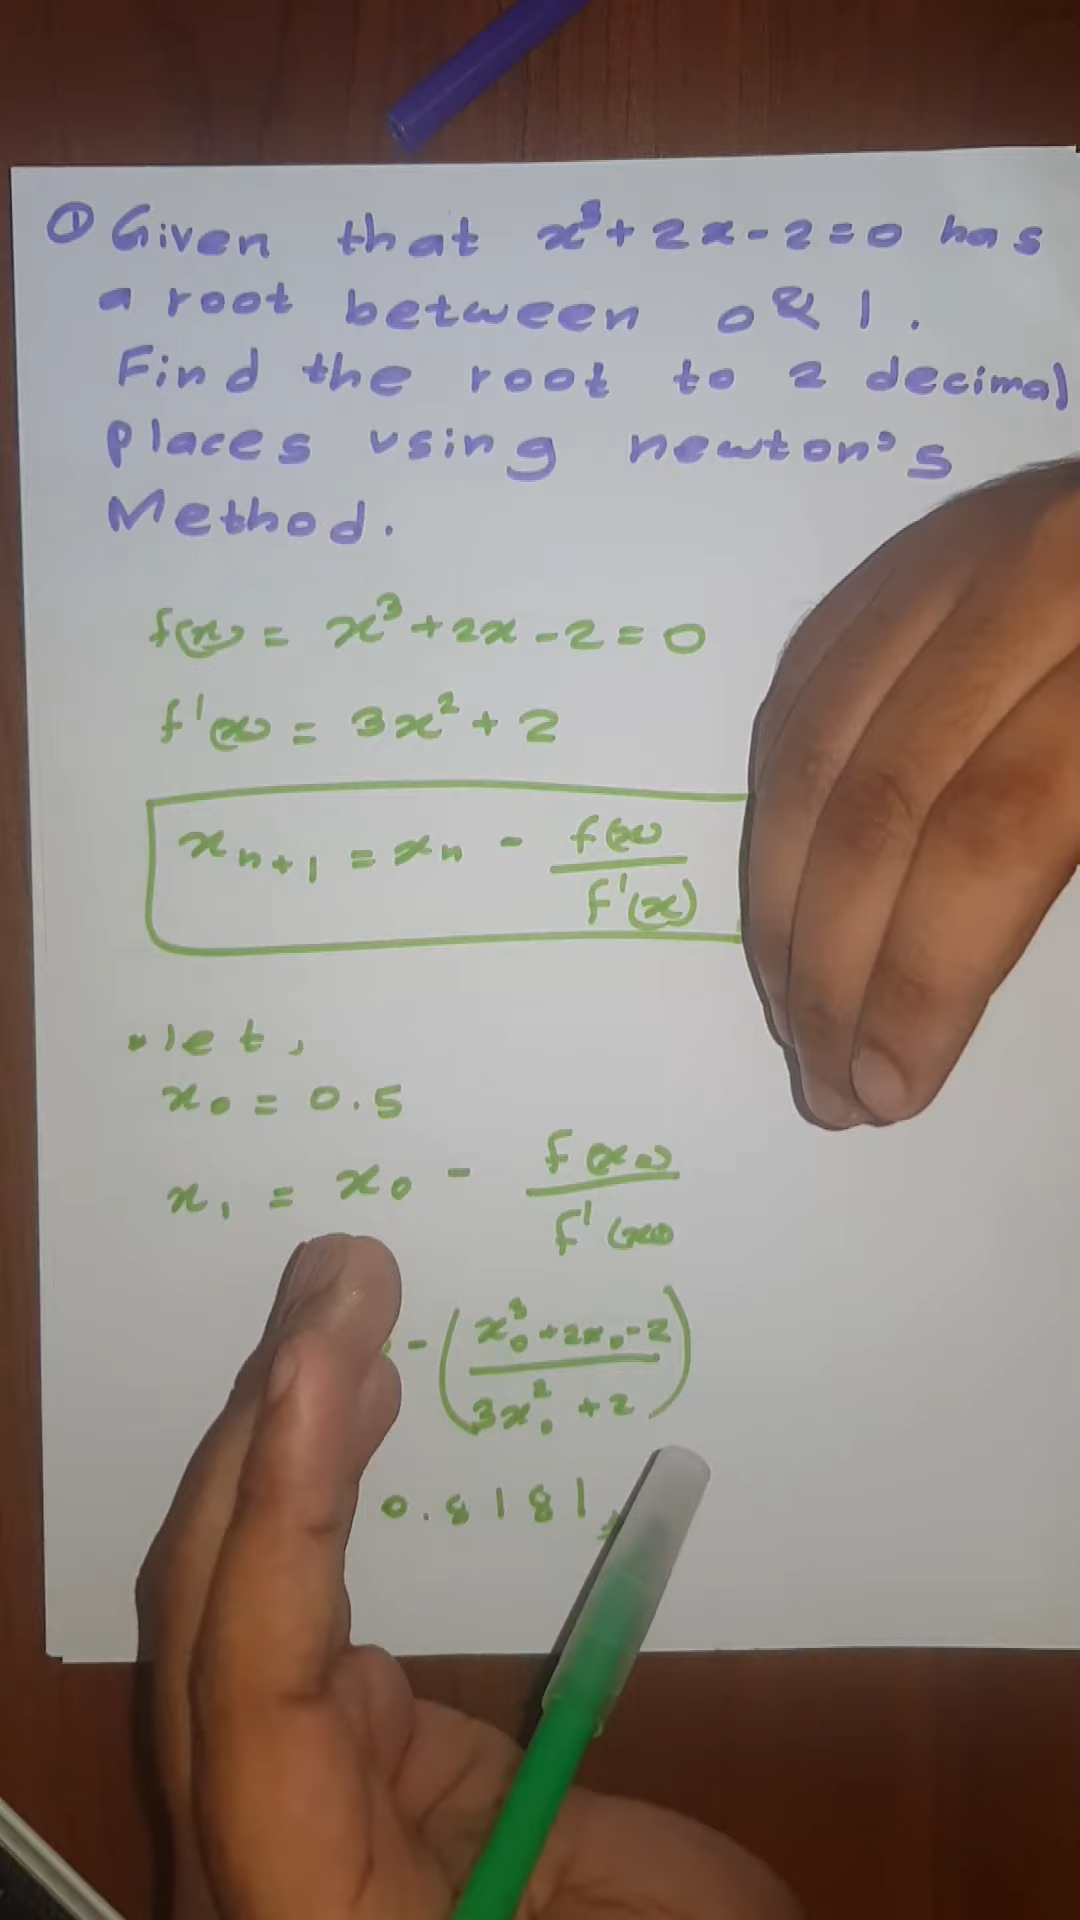 ① Given that x³+2x-2=0 has
a root between 0 & 1.
Find the root to 2 decimal
places using newton's
Method.
f(x) = x³+2x-2=0
f'(x) = 3x²+2
xₙ₊₁ = xₙ - f(x)/f'(x)
let,
x₀ = 0.5
x₁ = x₀ - f(x₀)/f'(x₀)
- (x₀³+2x₀-2/3x₀²+2)
0.8181